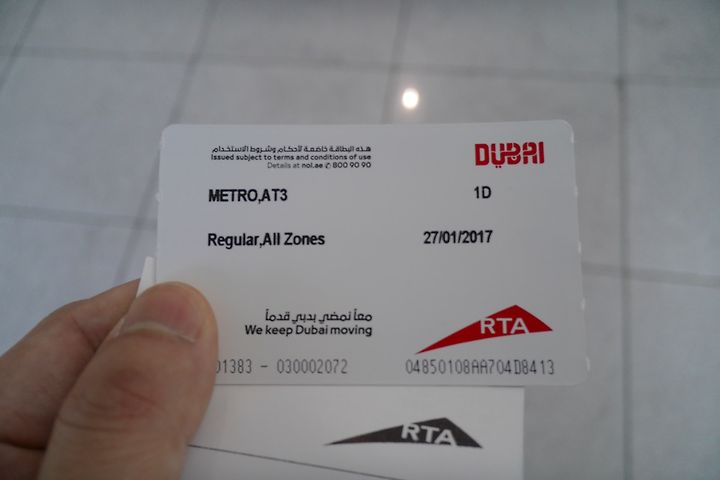 هذه البطاقة خاضعة لأحكام وشروط الاستخدام
Issued subject to terms and conditions of use
Details at nol.ae ✆ 800 90 90
DUBAI
METRO,AT3 1D
Regular,All Zones 27/01/2017
معاً نمضي بدبي قدماً
We keep Dubai moving
RTA
01383 - 030002072 04850108AA704D8413
RTA